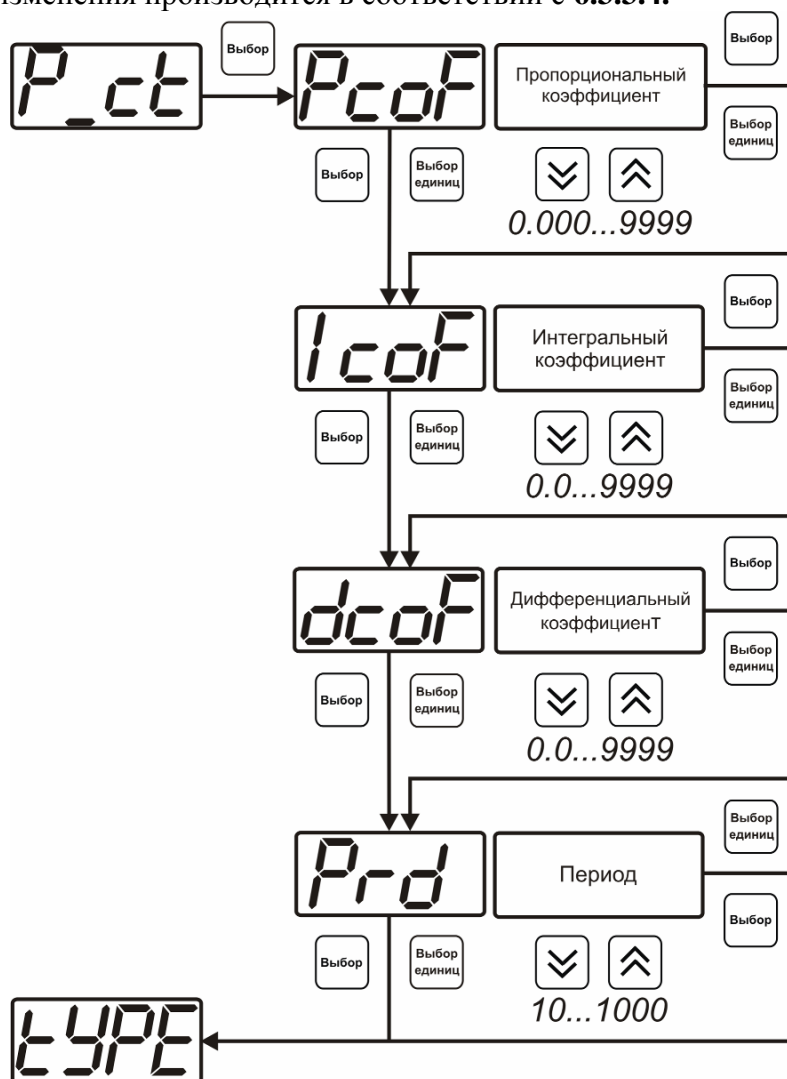 изменения производится в соответствии с 6.5.5.4.
P_ct
Выбор
PcoF
Пропорциональный
коэффициент
Выбор
Выбор
единиц
Выбор
Выбор
единиц
0.000...9999
IcoF
Интегральный
коэффициент
Выбор
Выбор
единиц
Выбор
Выбор
единиц
0.0...9999
dcoF
Дифференциальный
коэффициент
Выбор
Выбор
единиц
Выбор
Выбор
единиц
0.0...9999
Prd
Период
Выбор
единиц
Выбор
Выбор
Выбор
единиц
10...1000
tYPE